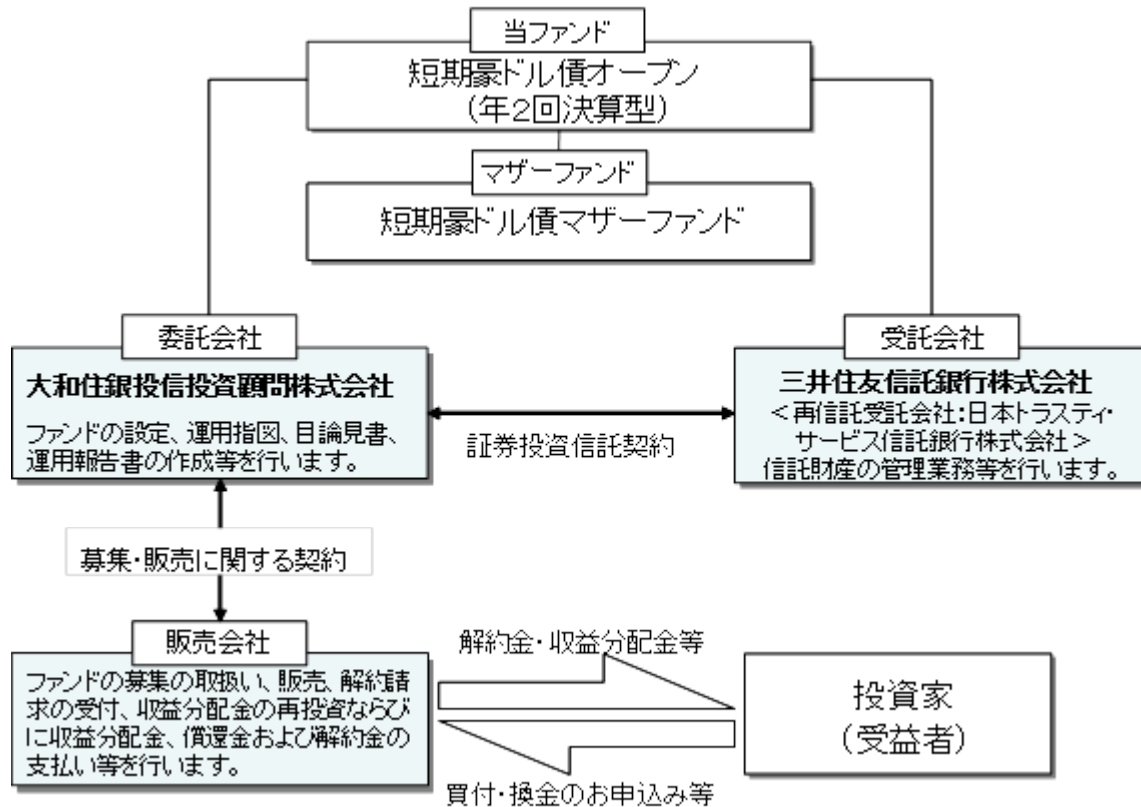 当ファンド
短期豪ドル債オープン
(年2回決算型)
マザーファンド
短期豪ドル債マザーファンド
委託会社
大和住銀投信投資顧問株式会社
ファンドの設定、運用指図、目論見書、
運用報告書の作成等を行います。
証券投資信託契約
受託会社
三井住友信託銀行株式会社
<再信託受託会社:日本トラスティ・
サービス信託銀行株式会社>
信託財産の管理業務等を行います。
募集・販売に関する契約
販売会社
ファンドの募集の取扱い、販売、解約請
求の受付、収益分配金の再投資ならび
に収益分配金、償還金および解約金の
支払い等を行います。
解約金・収益分配金等
買付・換金のお申込み等
投資家
(受益者)